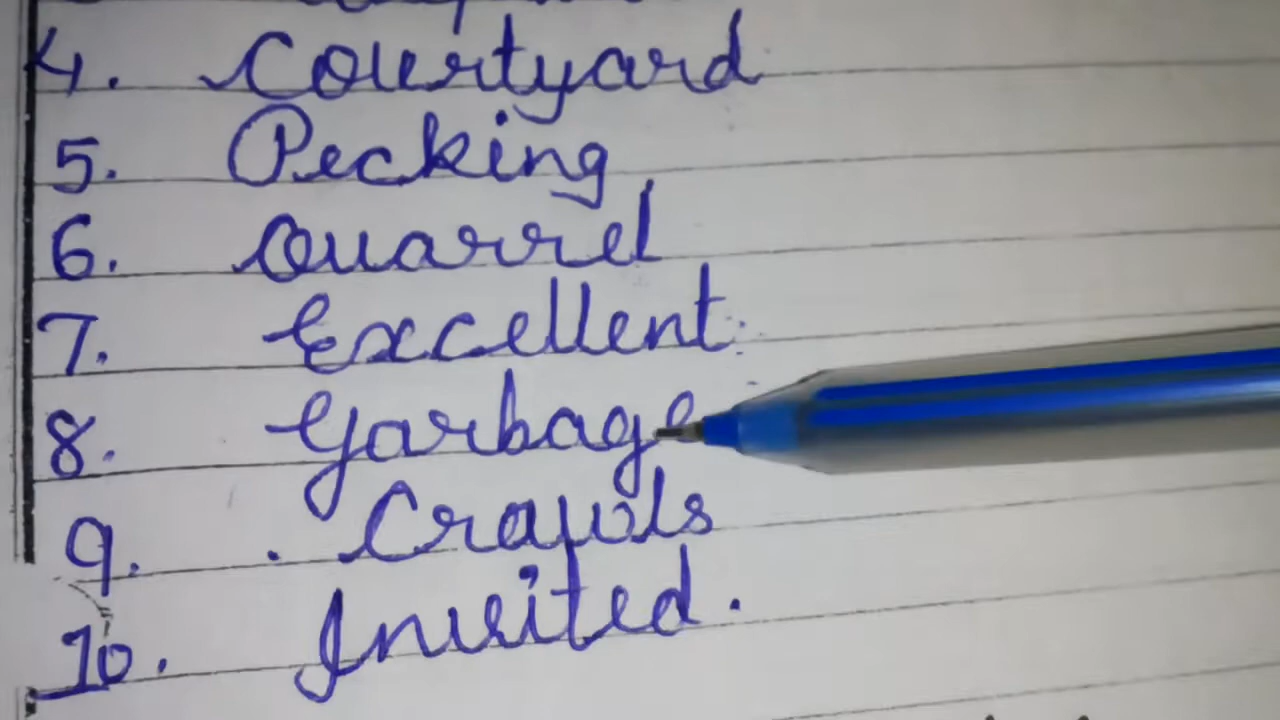 4. Courtyard
5. Pecking
6. Quarrel
7. Excellent
8. Garbage
9. Crawls
10. Invited.